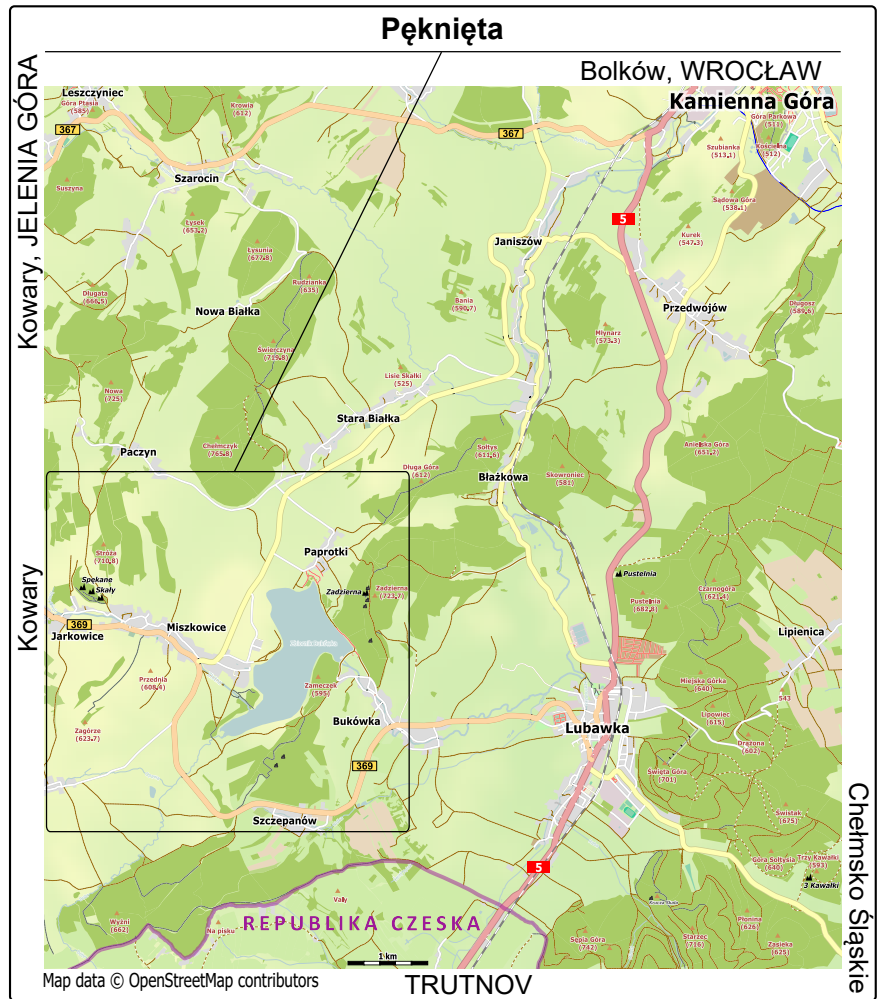 Pęknięta
Bolków, WROCŁAW
Kowary, JELENIA GÓRA
Kowary
Leszczyniec
Góra Ptasia
(585)
367
Krowia
(612)
367
Kamienna Góra
Góra Parkowa
(511)
Kościelna
(512)
Szubianka
(513.1)
Szarocin
Suszyna
Sądowa Góra
(538.1)
Łysek
(653.2)
5
Kurek
(547.3)
Janiszów
Łysunia
(677.8)
Rudzianka
(635)
Długata
(666.5)
Bania
(590.7)
Przedwojów
Długosz
(589.6)
Nowa Białka
Młynarz
(573.3)
Świerczyna
(719.8)
Lisie Skałki
(525)
Nowa
(725)
Stara Białka
Chełmczyk
(765.8)
Sołtys
(611.6)
Anielska Góra
(651.2)
Paczyn
Długa Góra
(612)
Błażkowa
Skowroniec
(581)
Paprotki
Stróża
(710.8)
Spękane
Skały
Zadzierna
Zadzierna
(723.7)
Pustelnia
Czarnogóra
(621.4)
Pustelnia
(682.8)
369
Jarkowice
Miszkowice
Lipienica
Przednia
(608.4)
Zameczek
(595)
Miejska Górka
(640)
543
Bukówka
Lipowiec
(615)
Zagórze
(623.7)
Lubawka
Drążona
(602)
369
Święta Góra
(701)
Szczepanów
Świstak
(675)
Góra Sołtysia
(640)
Trzy Kawałki
(593)
3 Kawałki
5
Vally
Krucza Skała
Wyžní
(662)
Na pisku
REPUBLIKA CZESKA
Płonina
(626)
Sępia Góra
(742)
Starzec
(716)
Zasieka
(625)
Chełmsko Śląskie
1 km
Map data © OpenStreetMap contributors
TRUTNOV